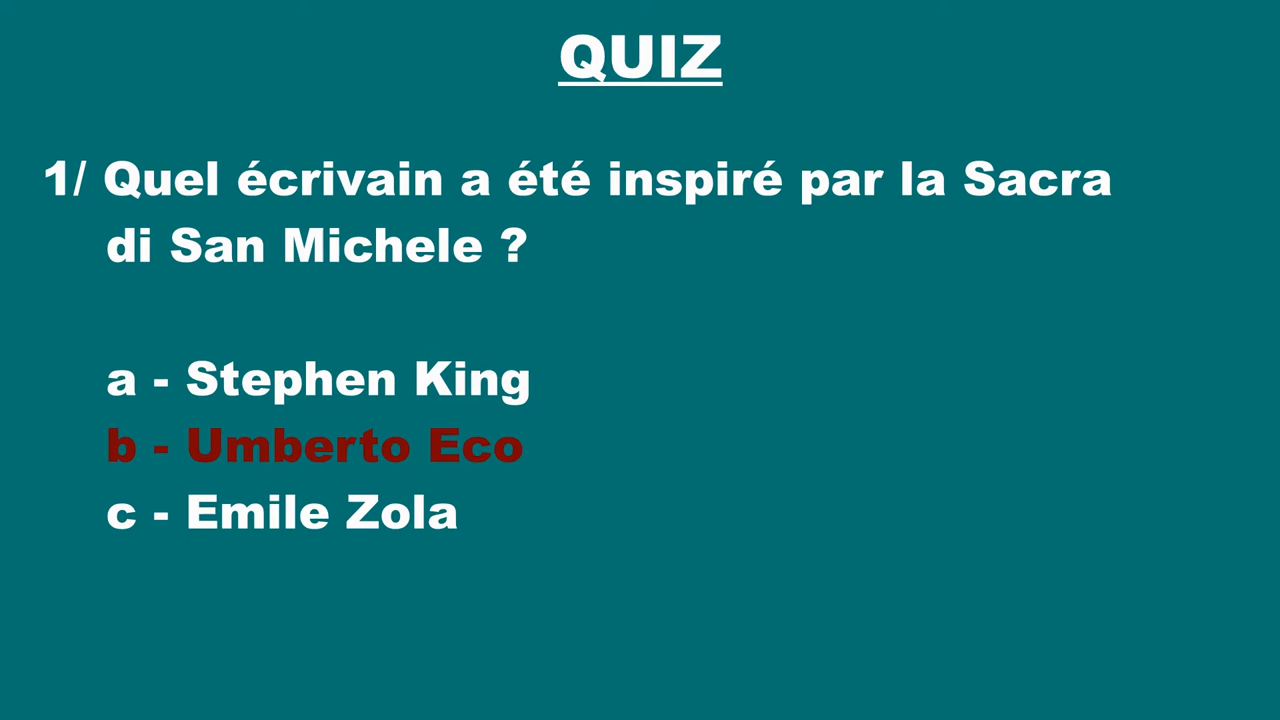 QUIZ
1/ Quel écrivain a été inspiré par la Sacra
di San Michele ?
a - Stephen King
b - Umberto Eco
c - Emile Zola